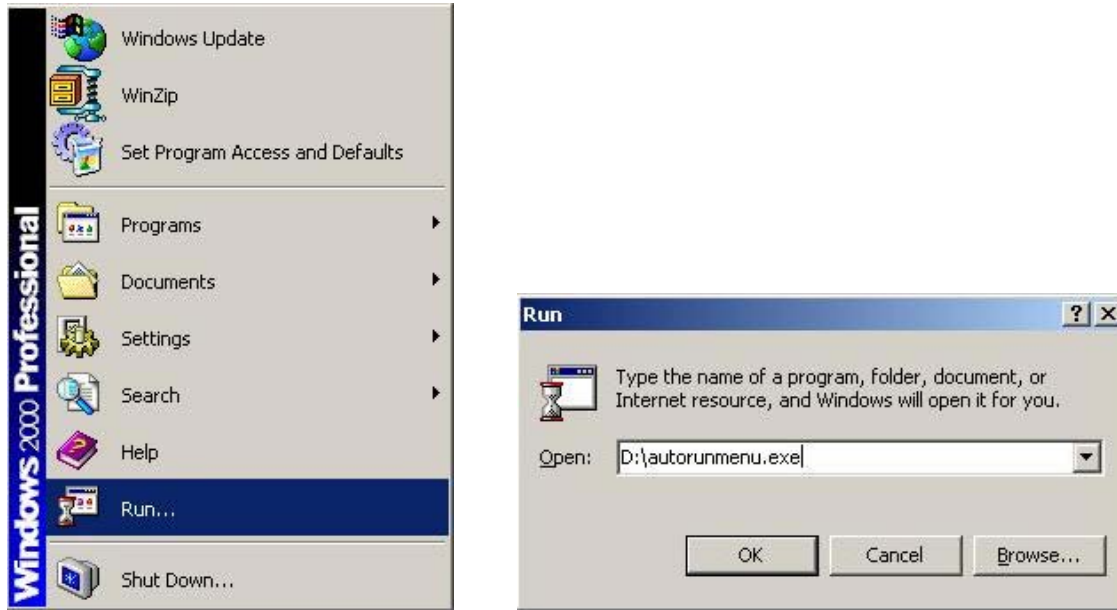 Windows 2000 Professional
Windows Update
WinZip
Set Program Access and Defaults
Programs
Documents
Settings
Search
Help
Run...
Shut Down...
Run
Type the name of a program, folder, document, or
Internet resource, and Windows will open it for you.
Open: D:\autorunmenu.exe
OK Cancel Browse...